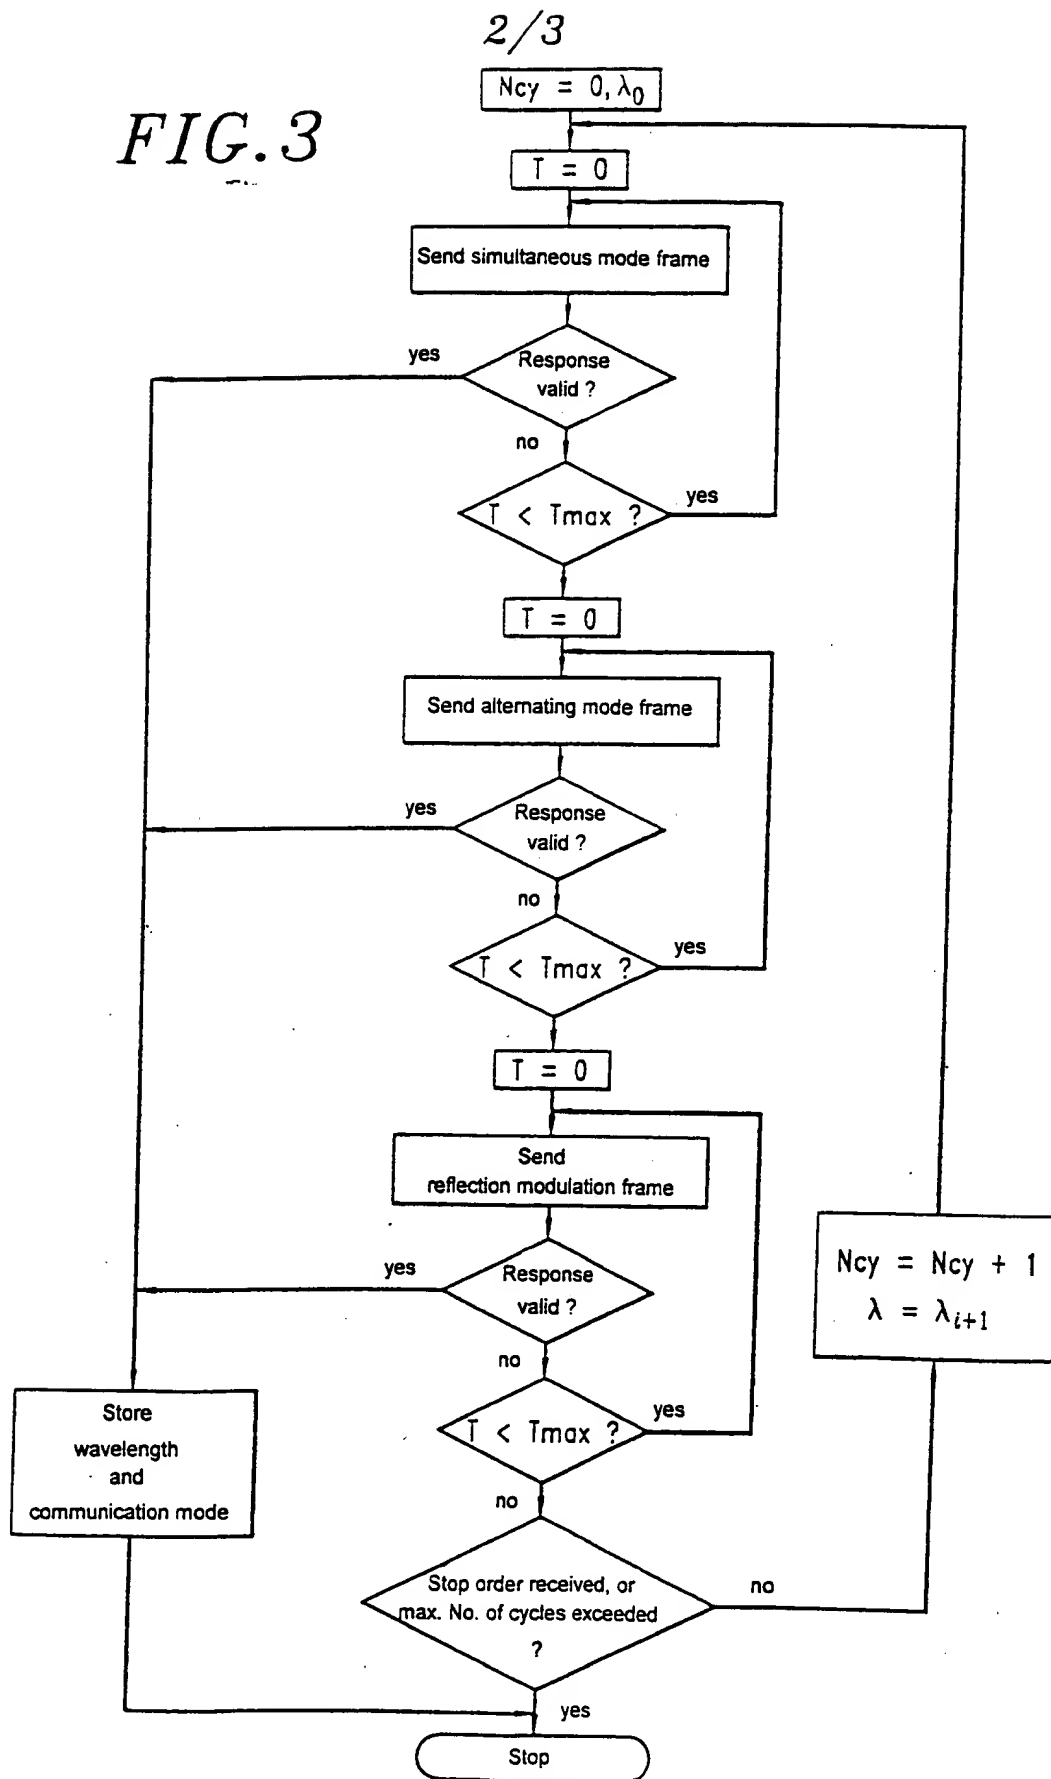 2/3
FIG.3
Ncy = 0, λ0
T = 0
Send simultaneous mode frame
yes
Response
valid ?
no
T < Tmax ?
yes
T = 0
Send alternating mode frame
yes
Response
valid ?
no
T < Tmax ?
yes
T = 0
Send
reflection modulation frame
yes
Response
valid ?
no
Ncy = Ncy + 1
λ = λi+1
T < Tmax ?
yes
Store
wavelength
and
communication mode
no
Stop order received, or
max. No. of cycles exceeded
?
no
yes
Stop